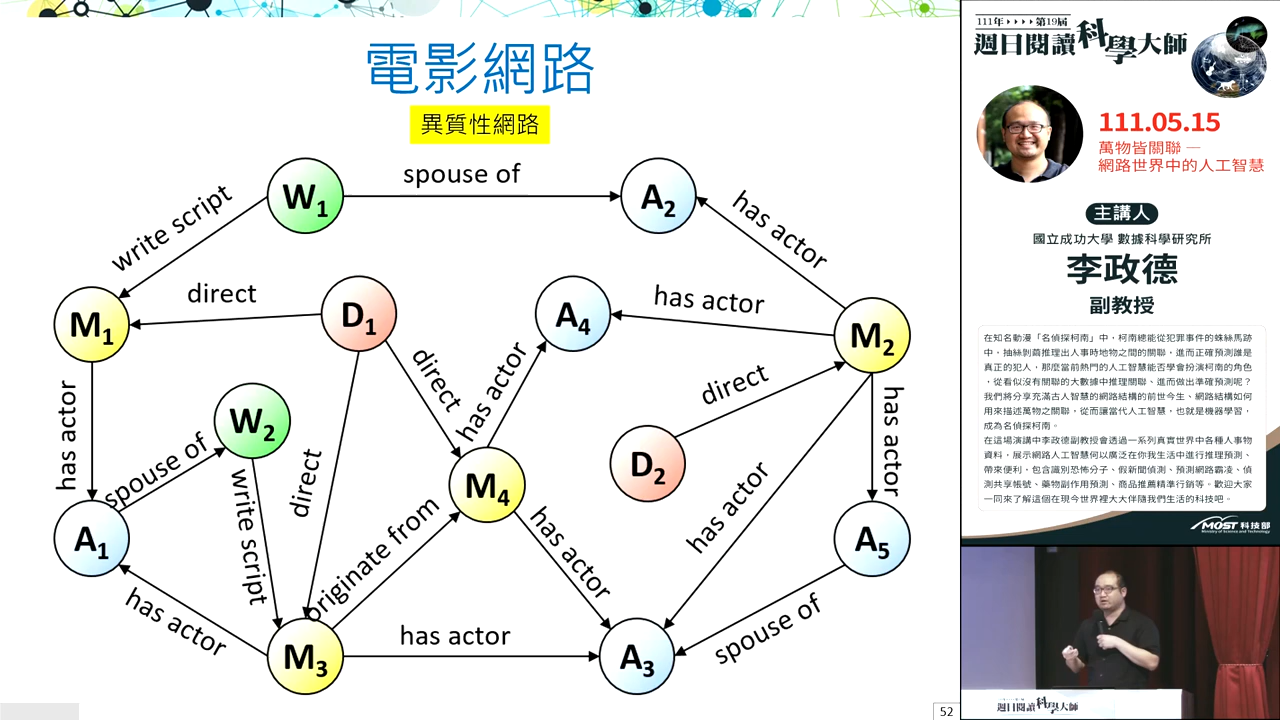 電影網路
異質性網路
W1
spouse of
A2
write script
has actor
direct
M1
D1
A4
has actor
M2
has actor
W2
spouse of
direct
has actor
direct
has actor
write script
direct
M4
D2
has actor
A1
originate from
has actor
A5
has actor
M3
has actor
A3
spouse of
52
111年 第19屆
週日閱讀科學大師
111.05.15
萬物皆關聯 —
網路世界中的人工智慧
主講人
國立成功大學 數據科學研究所
李政德
副教授
在知名動漫「名偵探柯南」中，柯南總能從犯罪事件的蛛絲馬跡
中，抽絲剝繭推理出人事時地物之間的關聯，進而正確預測誰是
真正的犯人，那麼當前熱門的人工智慧能否學會扮演柯南的角色
，從看似沒有關聯的大數據中推理關聯、進而做出準確預測呢？
我們將分享充滿古人智慧的網路結構的前世今生、網路結構如何
用來描述萬物之關聯，從而讓當代人工智慧，也就是機器學習，
成為名偵探柯南。
在這場演講中李政德副教授會透過一系列真實世界中各種人事物
資料，展示網路人工智慧何以廣泛在你我生活中進行推理預測、
帶來便利，包含識別恐怖分子、假新聞偵測、預測網路霸凌、偵
測共享帳號、藥物副作用預測、商品推薦精準行銷等。歡迎大家
一同來了解這個在現今世界裡大大伴隨我們生活的科技吧。
MOST 科技部
Ministry of Science and Technology
週日閱讀科學大師